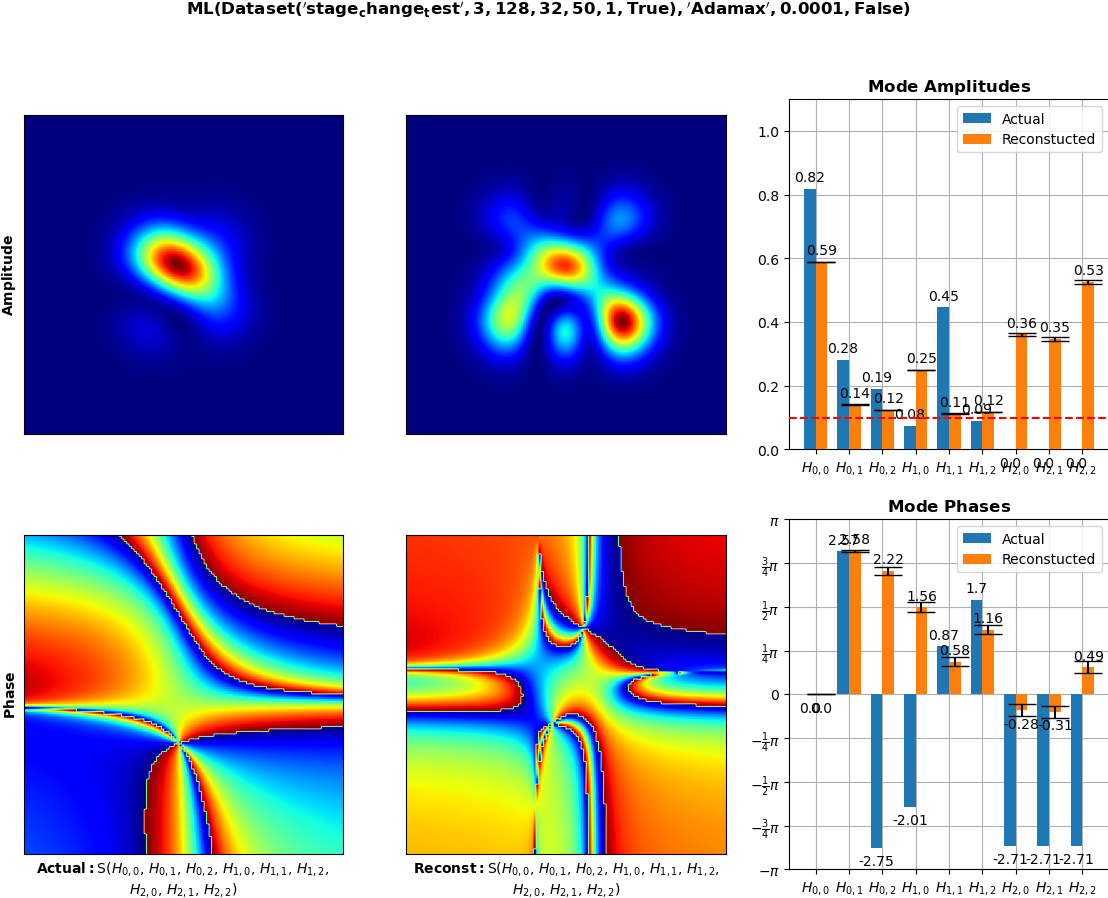 ML(Dataset('stage_change_test', 3, 128, 32, 50, 1, True), 'Adamax', 0.0001, False)
Mode Amplitudes
Actual
Reconstucted
1.0
0.8
0.6
0.4
0.2
0.0
0.82
0.59
0.28
0.14
0.19
0.12
0.08
0.25
0.45
0.11
0.09
0.12
0.0
0.36
0.0
0.35
0.0
0.53
H0,0 H0,1 H0,2 H1,0 H1,1 H1,2 H2,0 H2,1 H2,2
Amplitude
Mode Phases
Actual
Reconstucted
π
3/4π
1/2π
1/4π
0
−1/4π
−1/2π
−3/4π
−π
0.0
0.0
2.57
2.58
-2.75
2.22
-2.01
1.56
0.87
0.58
1.7
1.16
-2.71
-0.28
-2.71
-0.31
-2.71
0.49
H0,0 H0,1 H0,2 H1,0 H1,1 H1,2 H2,0 H2,1 H2,2
Phase
Actual: S(H0,0, H0,1, H0,2, H1,0, H1,1, H1,2,
H2,0, H2,1, H2,2)
Reconst: S(H0,0, H0,1, H0,2, H1,0, H1,1, H1,2,
H2,0, H2,1, H2,2)